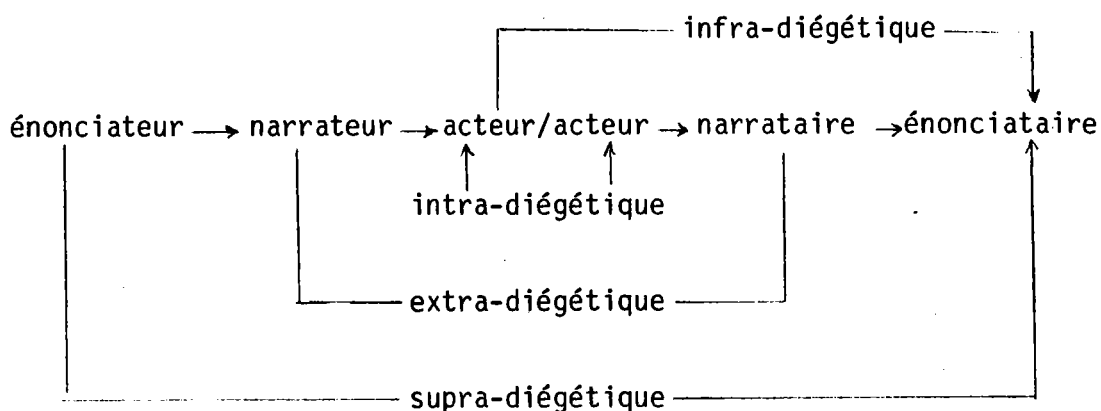 infra-diégétique
énonciateur → narrateur → acteur/acteur → narrataire → énonciataire
intra-diégétique
extra-diégétique
supra-diégétique